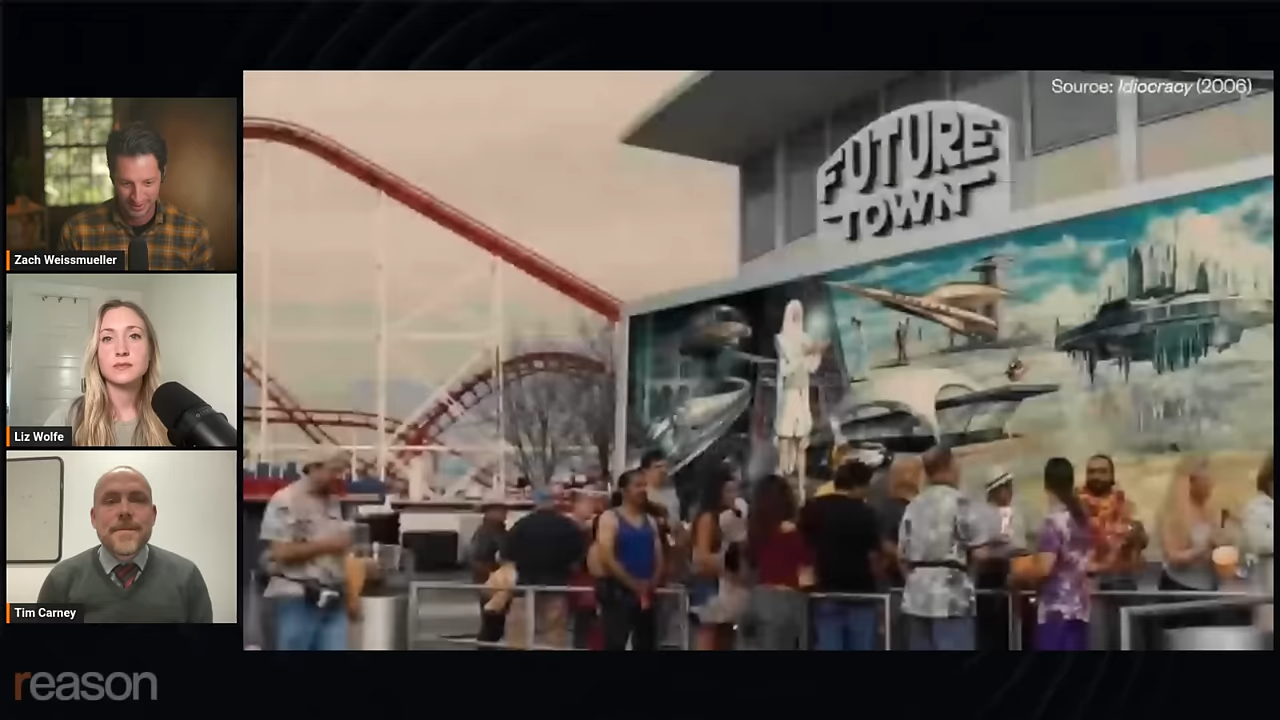 Source: Idiocracy (2006)
FUTURE
TOWN
Zach Weissmueller
Liz Wolfe
Tim Carney
reason